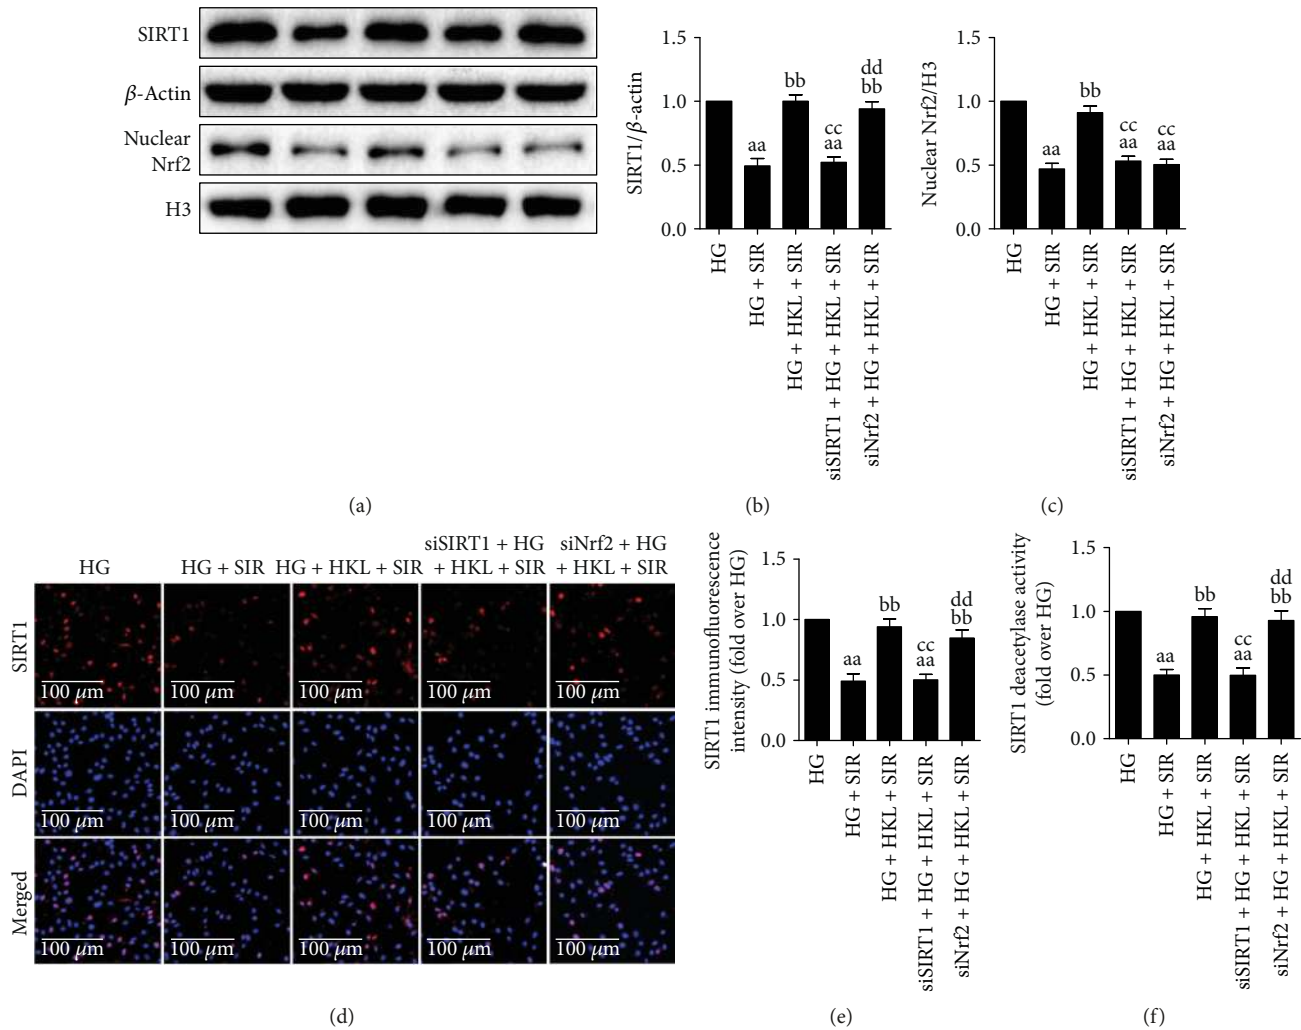 SIRT1
β-Actin
Nuclear
Nrf2
H3
(a)
SIRT1/β-actin
1.5
1.0
0.5
0.0
aa
bb
cc
aa
dd
bb
HG
HG + SIR
HG + HKL + SIR
siSIRT1 + HG + HKL + SIR
siNrf2 + HG + HKL + SIR
(b)
Nuclear Nrf2/H3
1.5
1.0
0.5
0.0
aa
bb
cc
aa
cc
aa
HG
HG + SIR
HG + HKL + SIR
siSIRT1 + HG + HKL + SIR
siNrf2 + HG + HKL + SIR
(c)
HG
HG + SIR
HG + HKL + SIR
siSIRT1 + HG
+ HKL + SIR
siNrf2 + HG
+ HKL + SIR
SIRT1
100 μm
100 μm
100 μm
100 μm
100 μm
DAPI
100 μm
100 μm
100 μm
100 μm
100 μm
Merged
100 μm
100 μm
100 μm
100 μm
100 μm
(d)
SIRT1 immunofluorescence
intensity (fold over HG)
1.5
1.0
0.5
0.0
aa
bb
cc
aa
dd
bb
HG
HG + SIR
HG + HKL + SIR
siSIRT1 + HG + HKL + SIR
siNrf2 + HG + HKL + SIR
(e)
SIRT1 deacetylase activity
(fold over HG)
1.5
1.0
0.5
0.0
aa
bb
cc
aa
dd
bb
HG
HG + SIR
HG + HKL + SIR
siSIRT1 + HG + HKL + SIR
siNrf2 + HG + HKL + SIR
(f)